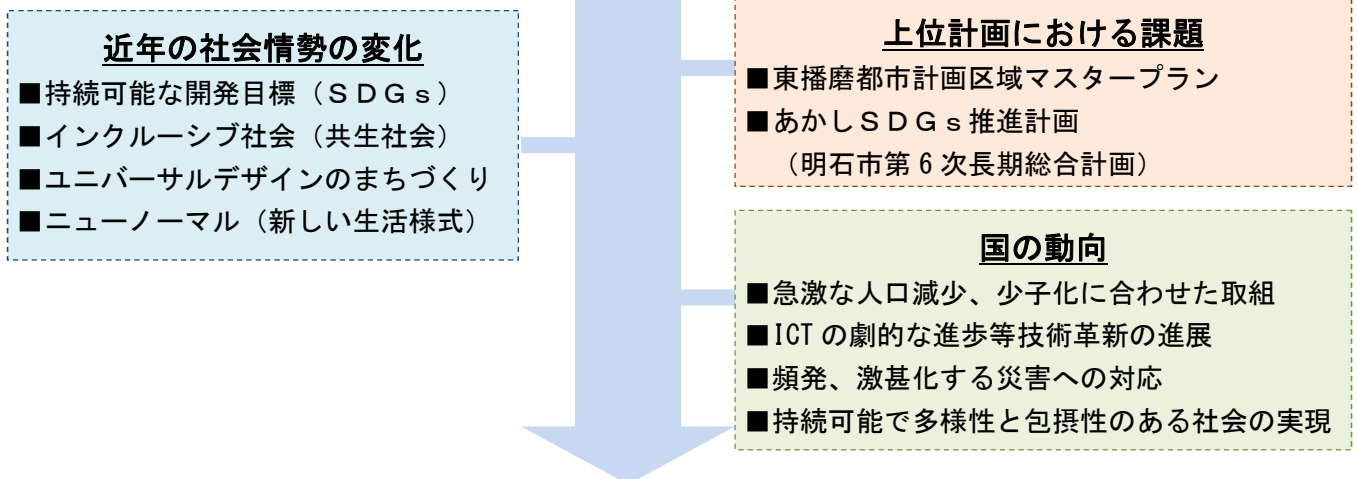 近年の社会情勢の変化
■持続可能な開発目標（ＳＤＧｓ）
■インクルーシブ社会（共生社会）
■ユニバーサルデザインのまちづくり
■ニューノーマル（新しい生活様式）
上位計画における課題
■東播磨都市計画区域マスタープラン
■あかしＳＤＧｓ推進計画
（明石市第６次長期総合計画）
国の動向
■急激な人口減少、少子化に合わせた取組
■ICTの劇的な進歩等技術革新の進展
■頻発、激甚化する災害への対応
■持続可能で多様性と包摂性のある社会の実現